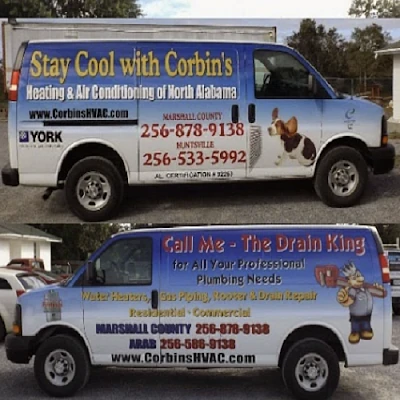 Stay Cool with Corbin's
Heating & Air Conditioning of North Alabama
www.CorbinsHVAC.com
MARSHALL COUNTY
256-878-9138
HUNTSVILLE
256-533-5992
YORK
AL. CERTIFICATION #
Call Me - The Drain King
for All Your Professional
Plumbing Needs
Water Heaters, Gas Piping, Rooter & Drain Repair
Residential - Commercial
MARSHALL COUNTY 256-878-9138
ARAB 256-586-9138
www.CorbinsHVAC.com